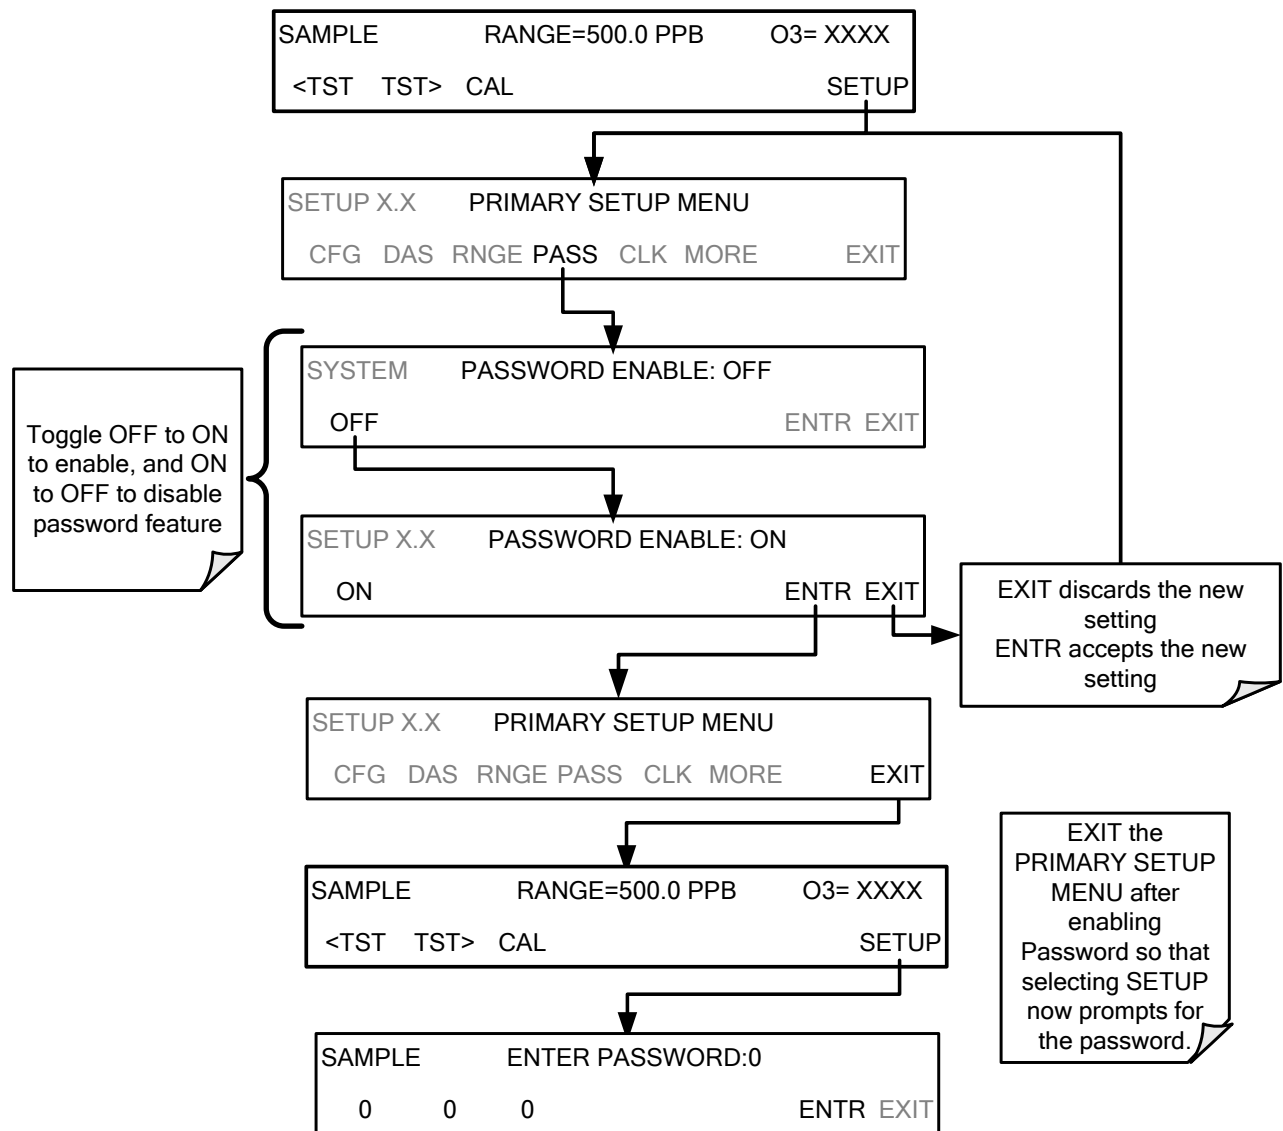 SAMPLE RANGE=500.0 PPB O3= XXXX
<TST TST> CAL SETUP
SETUP X.X PRIMARY SETUP MENU
CFG DAS RNGE PASS CLK MORE EXIT
SYSTEM PASSWORD ENABLE: OFF
OFF ENTR EXIT
Toggle OFF to ON
to enable, and ON
to OFF to disable
password feature
SETUP X.X PASSWORD ENABLE: ON
ON ENTR EXIT
EXIT discards the new
setting
ENTR accepts the new
setting
SETUP X.X PRIMARY SETUP MENU
CFG DAS RNGE PASS CLK MORE EXIT
SAMPLE RANGE=500.0 PPB O3= XXXX
<TST TST> CAL SETUP
EXIT the
PRIMARY SETUP
MENU after
enabling
Password so that
selecting SETUP
now prompts for
the password.
SAMPLE ENTER PASSWORD:0
0 0 0 ENTR EXIT